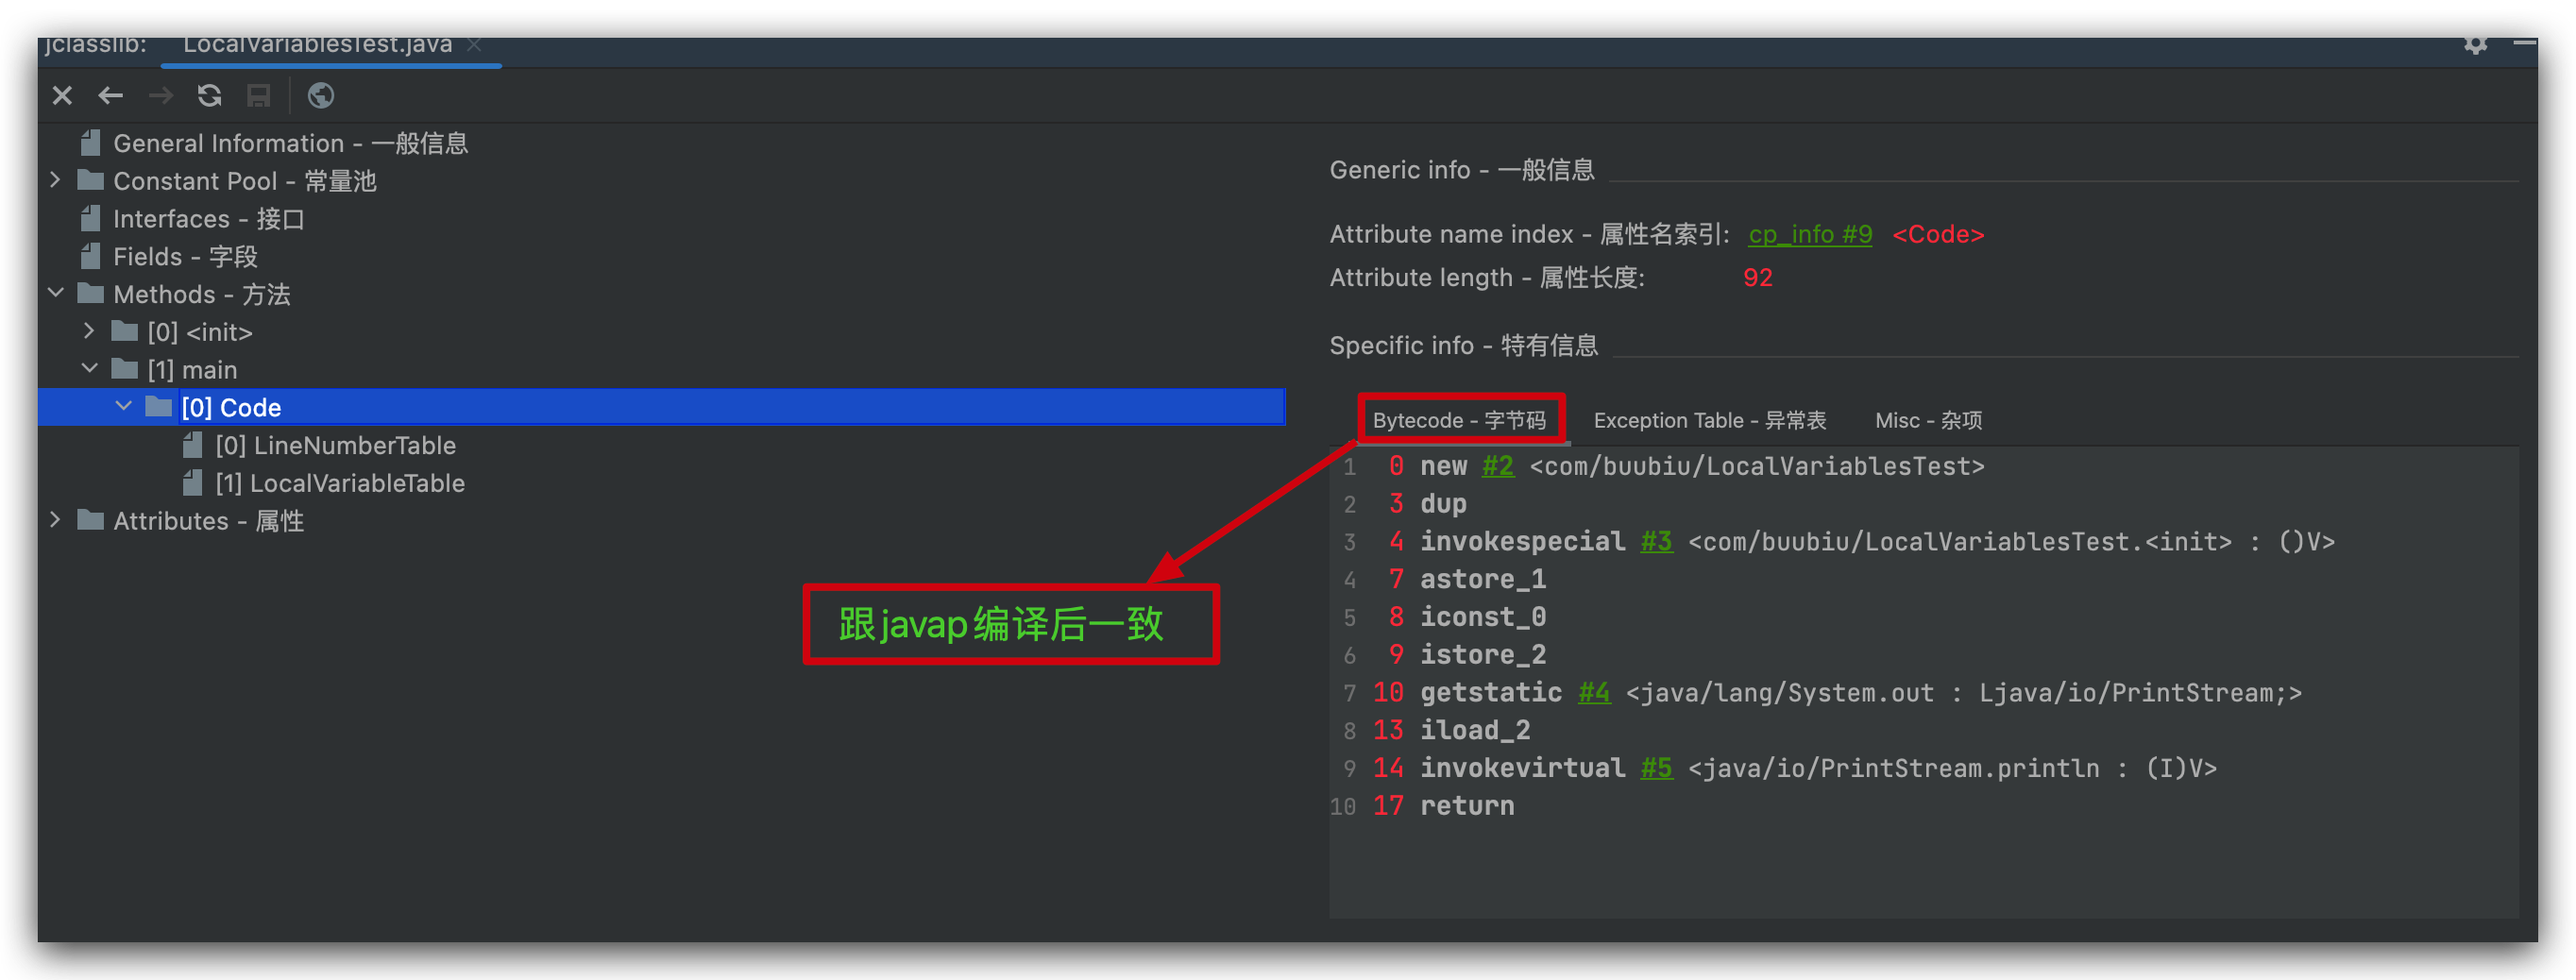 jclasslib: LocalVariablesTest.java
General Information - 一般信息
Constant Pool - 常量池
Interfaces - 接口
Fields - 字段
Methods - 方法
[0] <init>
[1] main
[0] Code
[0] LineNumberTable
[1] LocalVariableTable
Attributes - 属性
跟javap编译后一致
Generic info - 一般信息
Attribute name index - 属性名索引: cp_info #9 <Code>
Attribute length - 属性长度: 92
Specific info - 特有信息
Bytecode - 字节码 Exception Table - 异常表 Misc - 杂项
1 0 new #2 <com/buubiu/LocalVariablesTest>
2 3 dup
3 4 invokespecial #3 <com/buubiu/LocalVariablesTest.<init> : ()V>
4 7 astore_1
5 8 iconst_0
6 9 istore_2
7 10 getstatic #4 <java/lang/System.out : Ljava/io/PrintStream;>
8 13 iload_2
9 14 invokevirtual #5 <java/io/PrintStream.println : (I)V>
10 17 return